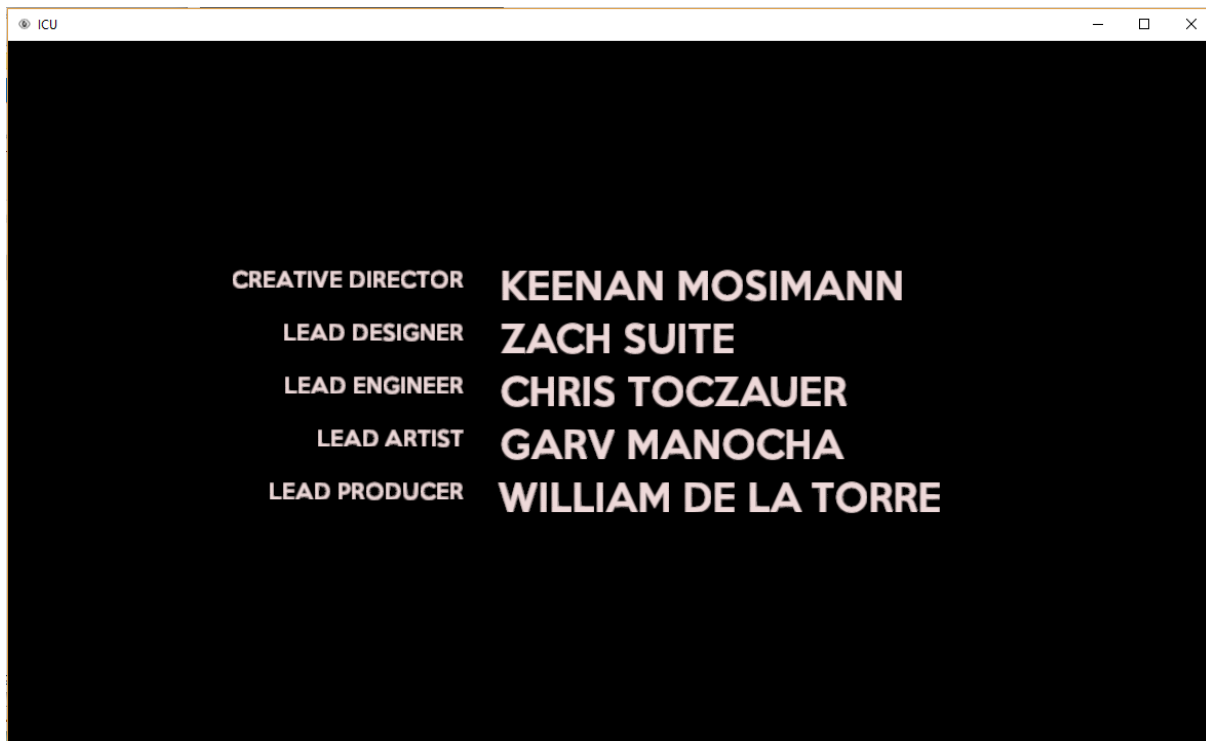 ICU
CREATIVE DIRECTOR KEENAN MOSIMANN
LEAD DESIGNER ZACH SUITE
LEAD ENGINEER CHRIS TOCZAUER
LEAD ARTIST GARV MANOCHA
LEAD PRODUCER WILLIAM DE LA TORRE